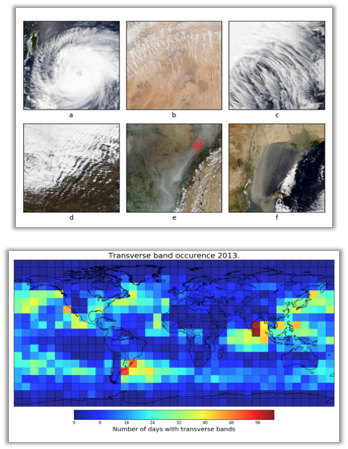 a
b
c
d
e
f
Transverse band occurence 2013.
0 8 16 24 32 40 48 56
Number of days with transverse bands